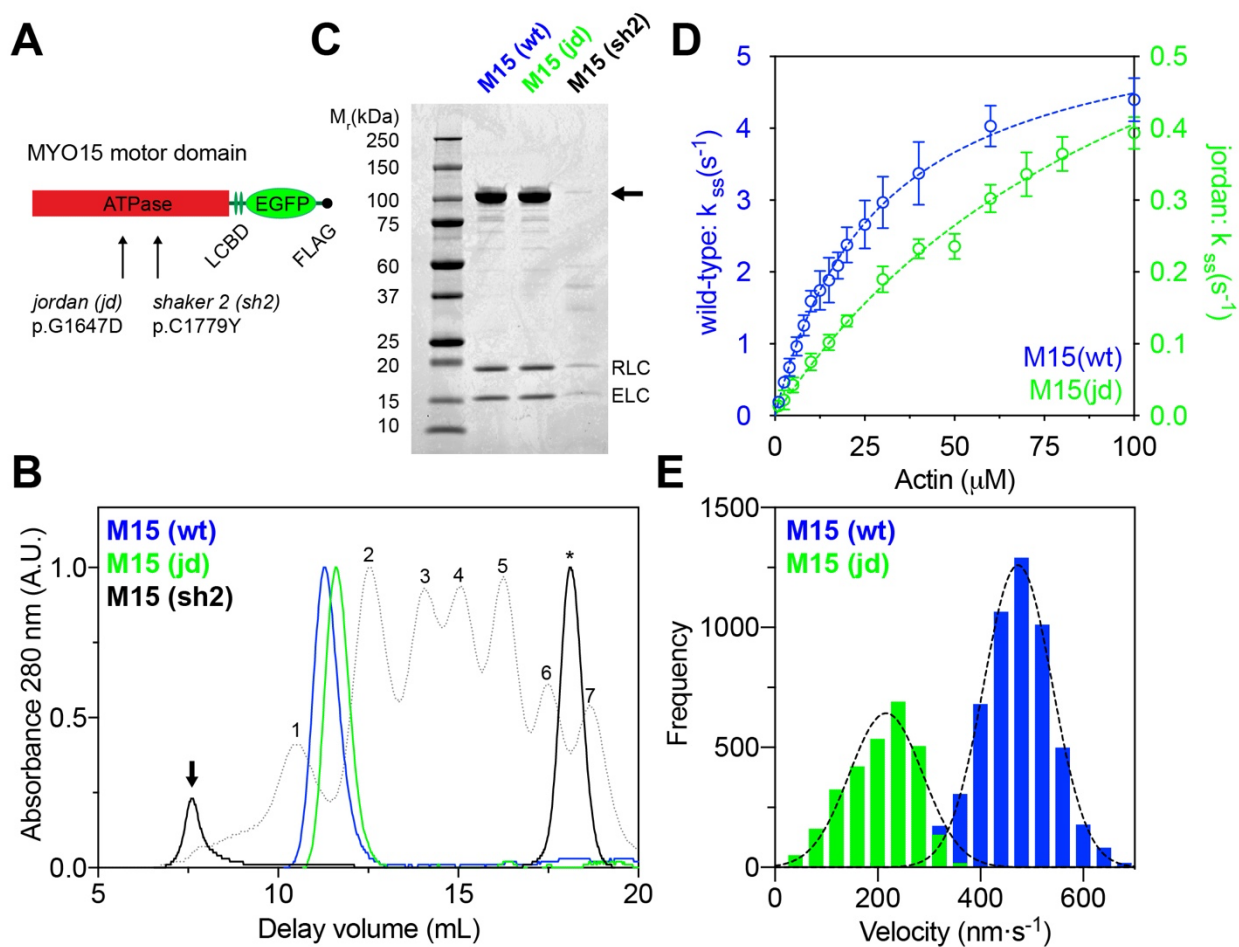 A
MYO15 motor domain
ATPase
EGFP
LCBD
FLAG
jordan (jd)
p.G1647D
shaker 2 (sh2)
p.C1779Y
C
M15 (wt)
M15 (jd)
M15 (sh2)
Mr(kDa)
250
150
100
75
60
37
25
20
15
10
RLC
ELC
D
5
4
3
2
1
0
wild-type: k ss(s-1)
0.5
0.4
0.3
0.2
0.1
0.0
jordan: k ss(s-1)
M15(wt)
M15(jd)
0
25
50
75
100
Actin (μM)
B
M15 (wt)
M15 (jd)
M15 (sh2)
1.0
0.5
0.0
Absorbance 280 nm (A.U.)
1
2
3
4
5
*
6
7
5
10
15
20
Delay volume (mL)
E
M15 (wt)
M15 (jd)
1500
1000
500
0
Frequency
0
200
400
600
Velocity (nm·s-1)